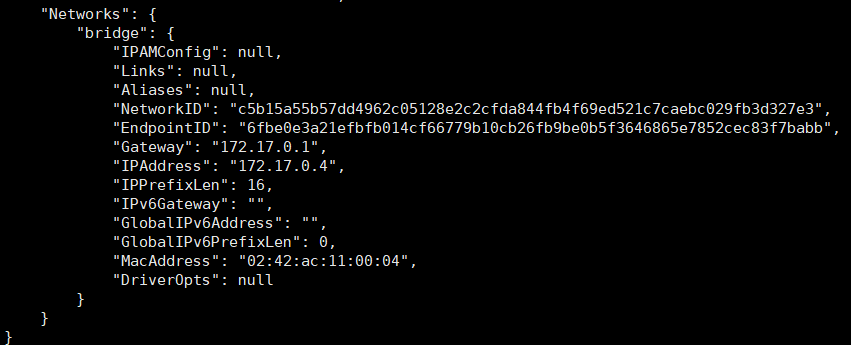 "Networks": {
"bridge": {
"IPAMConfig": null,
"Links": null,
"Aliases": null,
"NetworkID": "c5b15a55b57dd4962c05128e2c2cfda844fb4f69ed521c7caebc029fb3d327e3",
"EndpointID": "6fbe0e3a21efbfb014cf66779b10cb26fb9be0b5f3646865e7852cec83f7babb",
"Gateway": "172.17.0.1",
"IPAddress": "172.17.0.4",
"IPPrefixLen": 16,
"IPv6Gateway": "",
"GlobalIPv6Address": "",
"GlobalIPv6PrefixLen": 0,
"MacAddress": "02:42:ac:11:00:04",
"DriverOpts": null
}
}
}